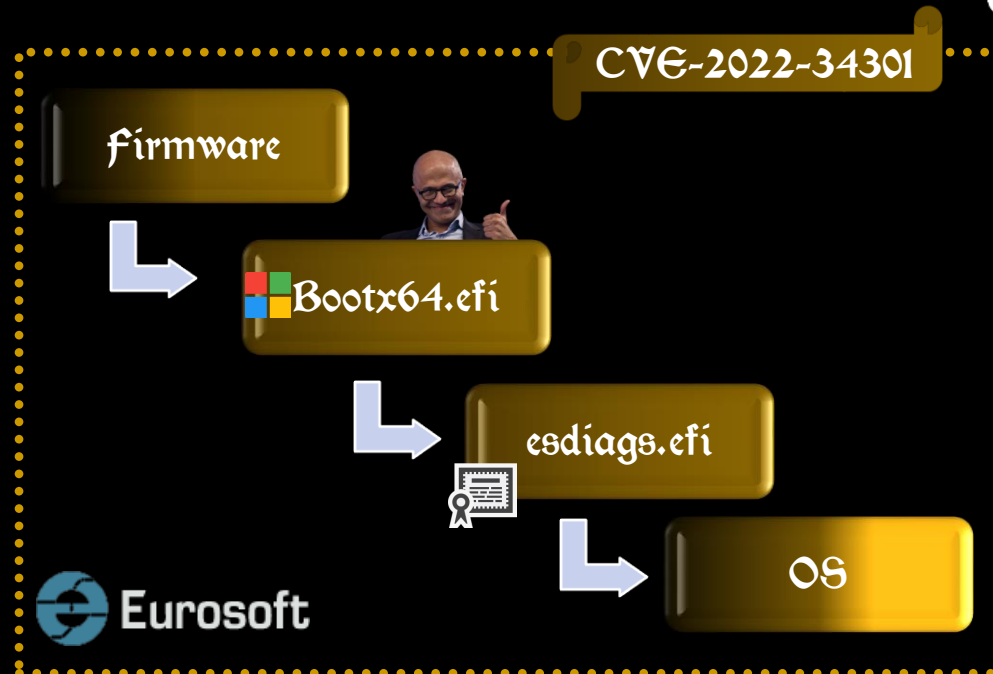 CVE-2022-34301
Firmware
Bootx64.efi
esdiags.efi
OS
Eurosoft